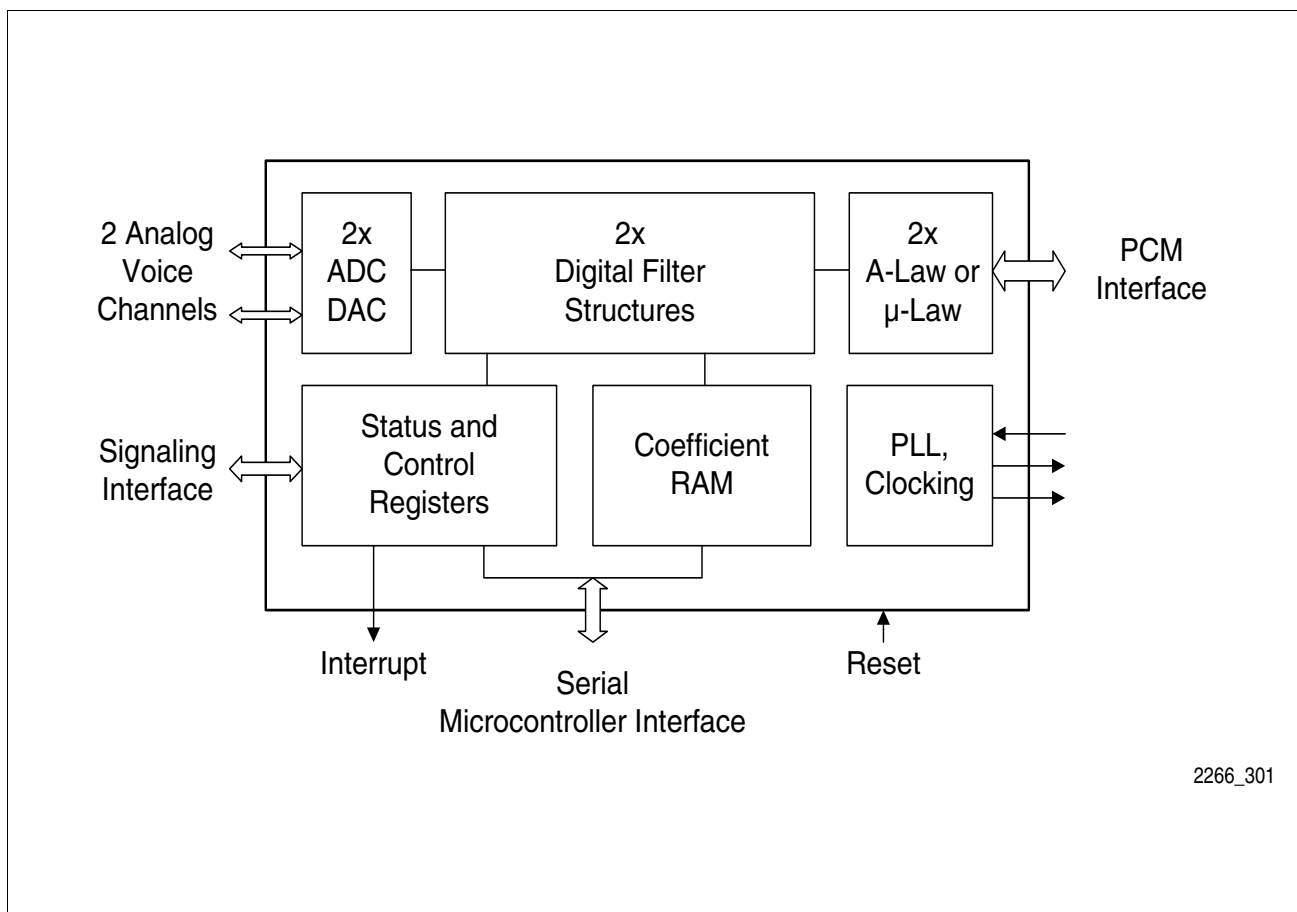 2 Analog
Voice
Channels
2x
ADC
DAC
2x
Digital Filter
Structures
2x
A-Law or
µ-Law
PCM
Interface
Signaling
Interface
Status and
Control
Registers
Coefficient
RAM
PLL,
Clocking
Interrupt
Serial
Microcontroller Interface
Reset
2266_301